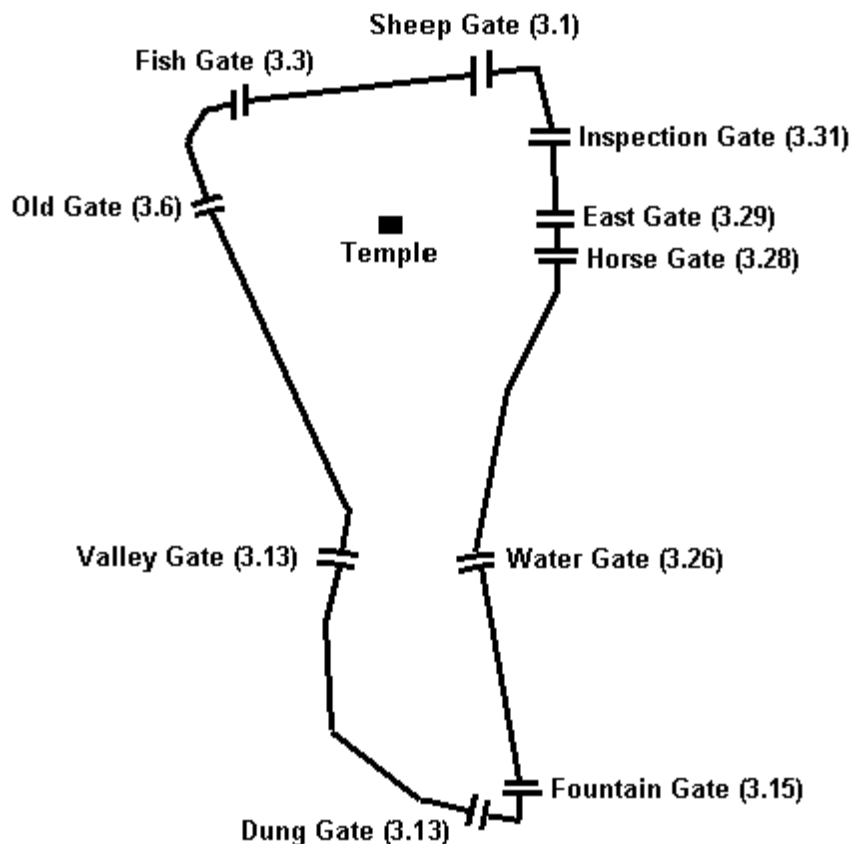 Sheep Gate (3.1)
Fish Gate (3.3)
Inspection Gate (3.31)
Old Gate (3.6)
East Gate (3.29)
Temple
Horse Gate (3.28)
Valley Gate (3.13)
Water Gate (3.26)
Fountain Gate (3.15)
Dung Gate (3.13)